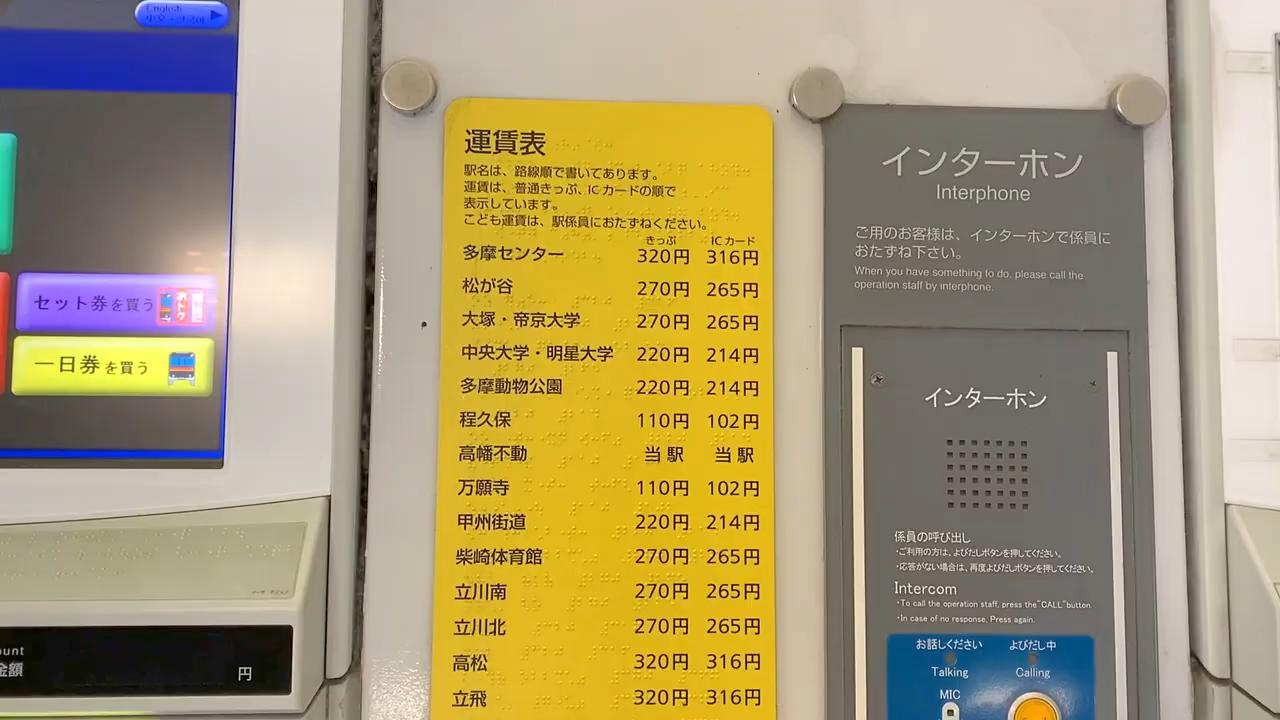 English
セット券を買う
一日券を買う
ount
金額
円
運賃表
駅名は、路線順で書いてあります。
運賃は、普通きっぷ、ICカードの順で
表示しています。
こども運賃は、駅係員におたずねください。
きっぷ ICカード
多摩センター 320円 316円
松が谷 270円 265円
大塚・帝京大学 270円 265円
中央大学・明星大学 220円 214円
多摩動物公園 220円 214円
程久保 110円 102円
高幡不動 当駅 当駅
万願寺 110円 102円
甲州街道 220円 214円
柴崎体育館 270円 265円
立川南 270円 265円
立川北 270円 265円
高松 320円 316円
立飛 320円 316円
インターホン
Interphone
ご用のお客様は、インターホンで係員に
おたずね下さい。
When you have something to do, please call the
operation staff by interphone.
インターホン
係員の呼び出し
・ご利用の方は、よびだしボタンを押してください。
・応答がない場合は、再度よびだしボタンを押してください。
Intercom
・To call the operation staff, press the"CALL"button.
・In case of no response, Press again.
お話しください よびだし中
Talking Calling
MIC